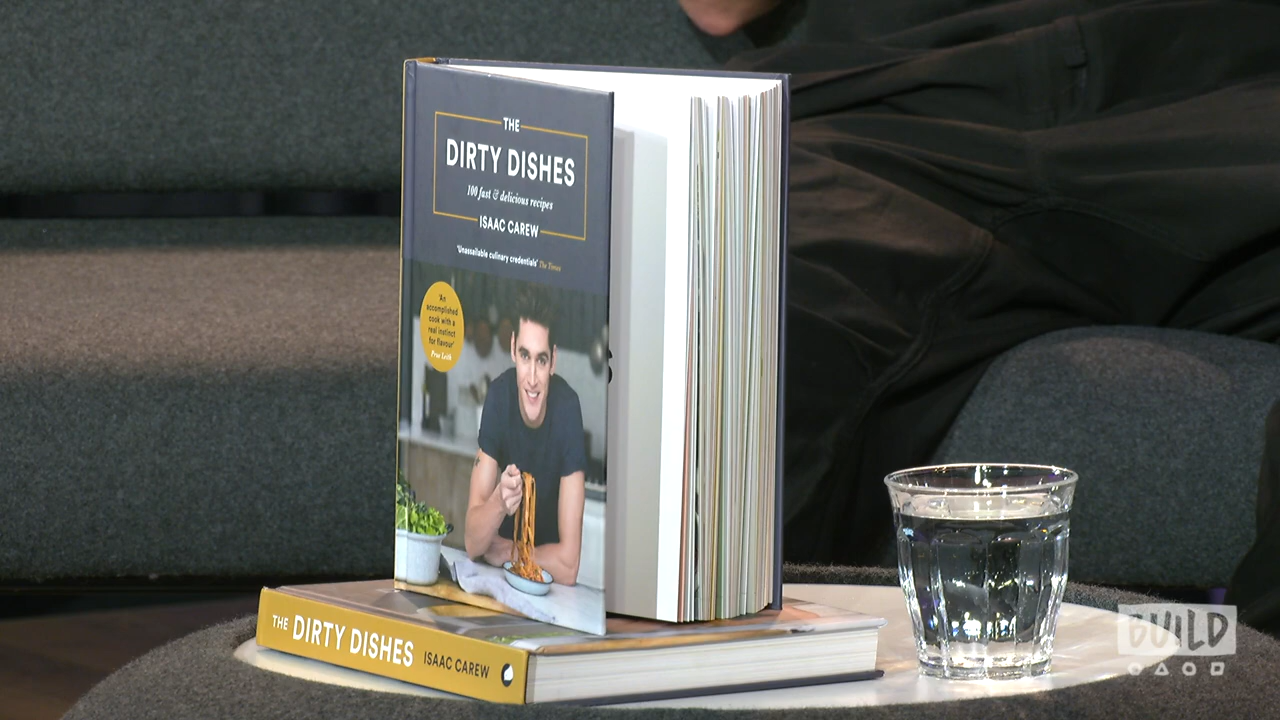 THE
DIRTY DISHES
100 fast & delicious recipes
ISAAC CAREW
'Unassailable culinary credentials' The Times
'An
accomplished
cook with a
real instinct
for flavour'
Prue Leith
THE DIRTY DISHES ISAAC CAREW
BUILD